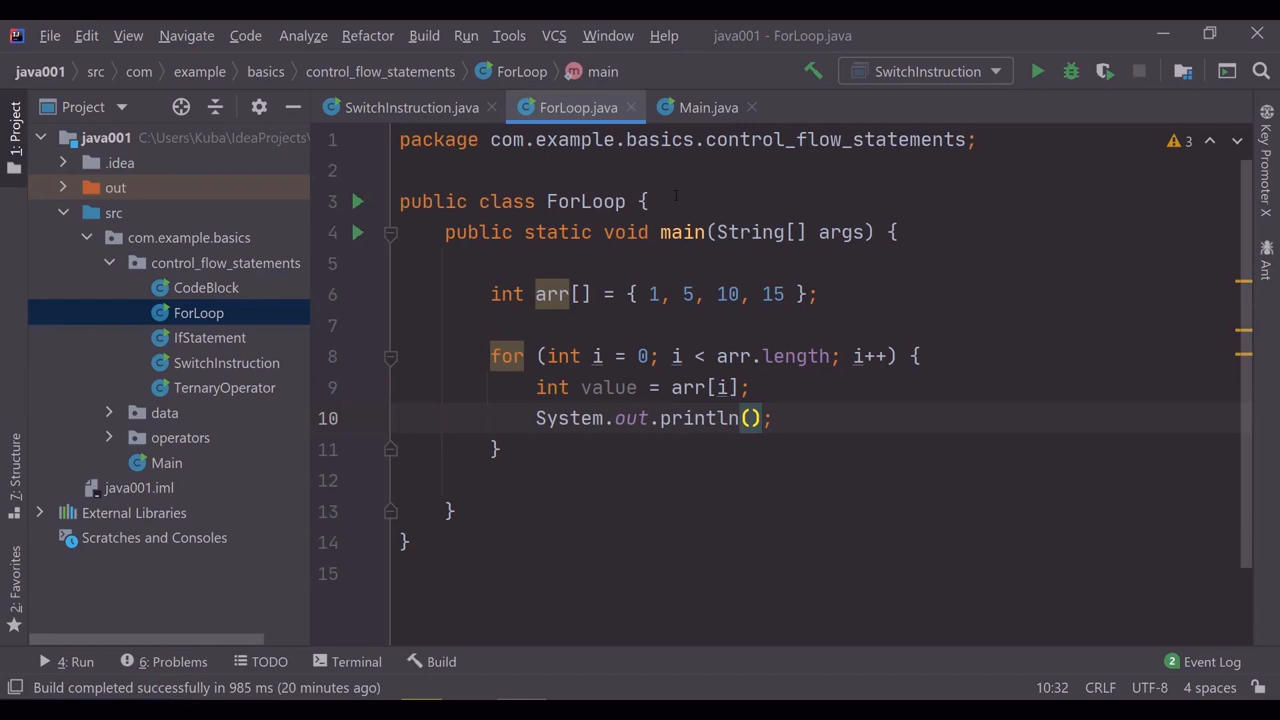 File Edit View Navigate Code Analyze Refactor Build Run Tools VCS Window Help java001 - ForLoop.java
java001 src com example basics control_flow_statements ForLoop main SwitchInstruction
Project SwitchInstruction.java ForLoop.java Main.java
1: Project
7: Structure
2: Favorites
java001 C:\Users\Kuba\IdeaProjects\
.idea
out
src
com.example.basics
control_flow_statements
CodeBlock
ForLoop
IfStatement
SwitchInstruction
TernaryOperator
data
operators
Main
java001.iml
External Libraries
Scratches and Consoles
1 package com.example.basics.control_flow_statements;
2
3 public class ForLoop {
4 public static void main(String[] args) {
5
6 int arr[] = { 1, 5, 10, 15 };
7
8 for (int i = 0; i < arr.length; i++) {
9 int value = arr[i];
10 System.out.println();
11 }
12
13 }
14 }
15
3
Key Promoter X
Ant
4: Run 6: Problems TODO Terminal Build 2 Event Log
Build completed successfully in 985 ms (20 minutes ago) 10:32 CRLF UTF-8 4 spaces